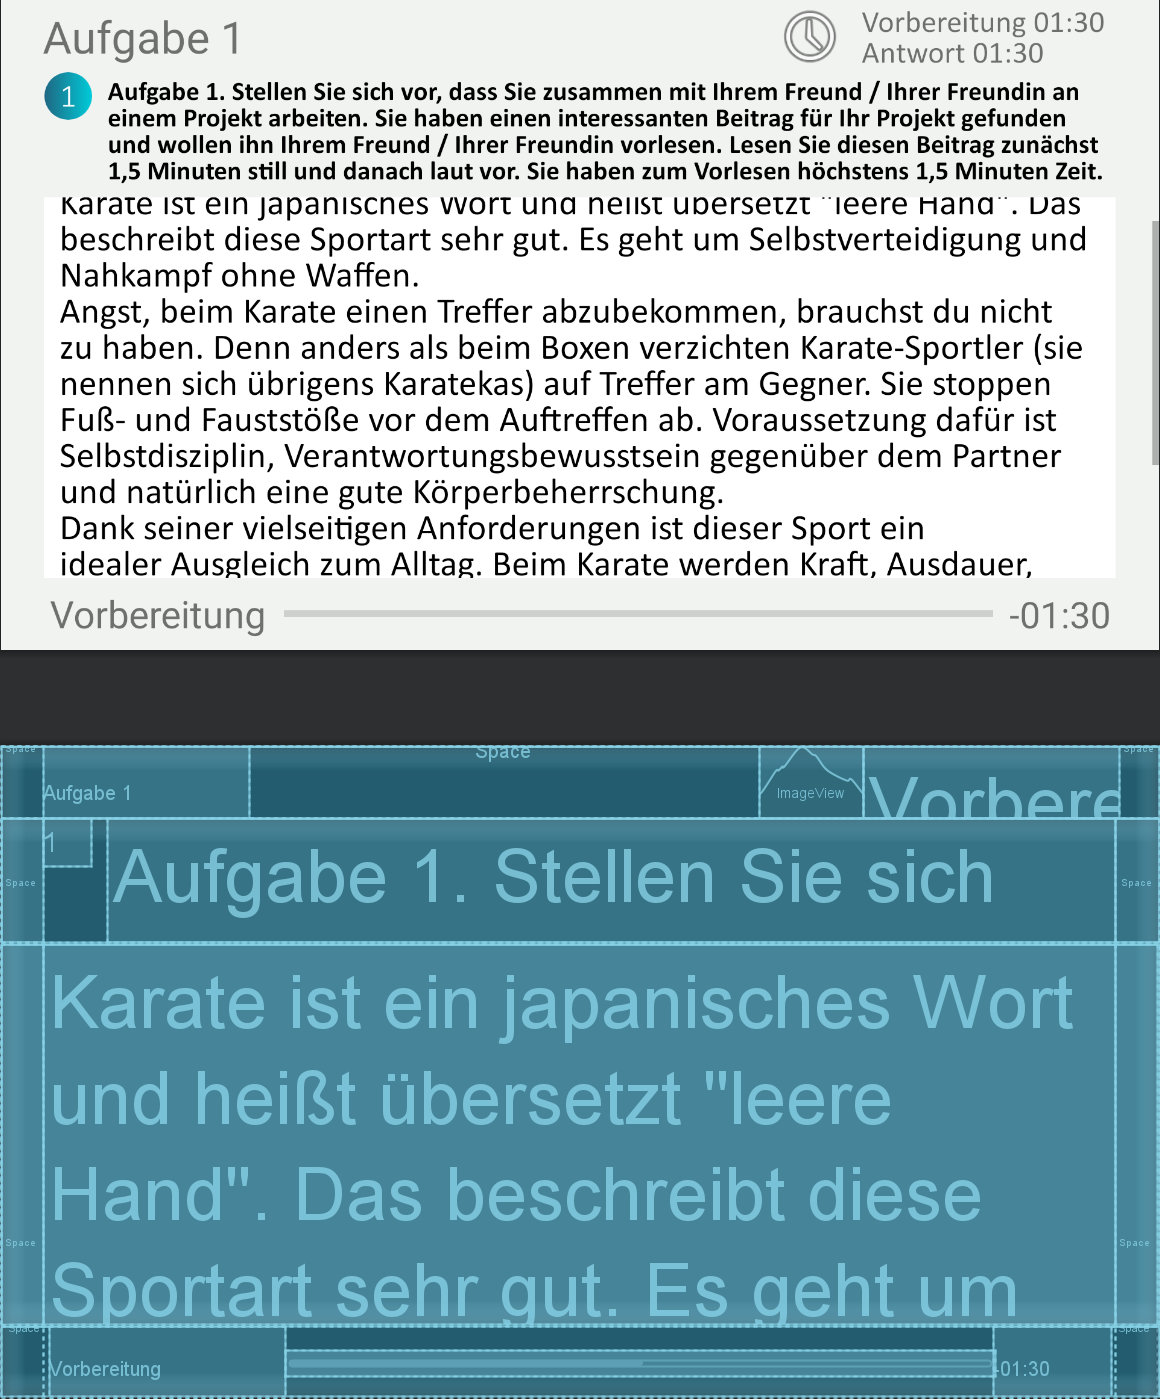 Aufgabe 1
Vorbereitung 01:30
Antwort 01:30
1
Aufgabe 1. Stellen Sie sich vor, dass Sie zusammen mit Ihrem Freund / Ihrer Freundin an
einem Projekt arbeiten. Sie haben einen interessanten Beitrag für Ihr Projekt gefunden
und wollen ihn Ihrem Freund / Ihrer Freundin vorlesen. Lesen Sie diesen Beitrag zunächst
1,5 Minuten still und danach laut vor. Sie haben zum Vorlesen höchstens 1,5 Minuten Zeit.
Karate ist ein japanisches Wort und heißt übersetzt "leere Hand". Das
beschreibt diese Sportart sehr gut. Es geht um Selbstverteidigung und
Nahkampf ohne Waffen.
Angst, beim Karate einen Treffer abzubekommen, brauchst du nicht
zu haben. Denn anders als beim Boxen verzichten Karate-Sportler (sie
nennen sich übrigens Karatekas) auf Treffer am Gegner. Sie stoppen
Fuß- und Fauststöße vor dem Auftreffen ab. Voraussetzung dafür ist
Selbstdisziplin, Verantwortungsbewusstsein gegenüber dem Partner
und natürlich eine gute Körperbeherrschung.
Dank seiner vielseitigen Anforderungen ist dieser Sport ein
idealer Ausgleich zum Alltag. Beim Karate werden Kraft, Ausdauer,
Vorbereitung -01:30
Space Space Space
Aufgabe 1 ImageView Vorbere
1
Aufgabe 1. Stellen Sie sich
Space Space
Karate ist ein japanisches Wort
und heißt übersetzt "leere
Hand". Das beschreibt diese
Space Space
Sportart sehr gut. Es geht um
Space Space
Vorbereitung -01:30